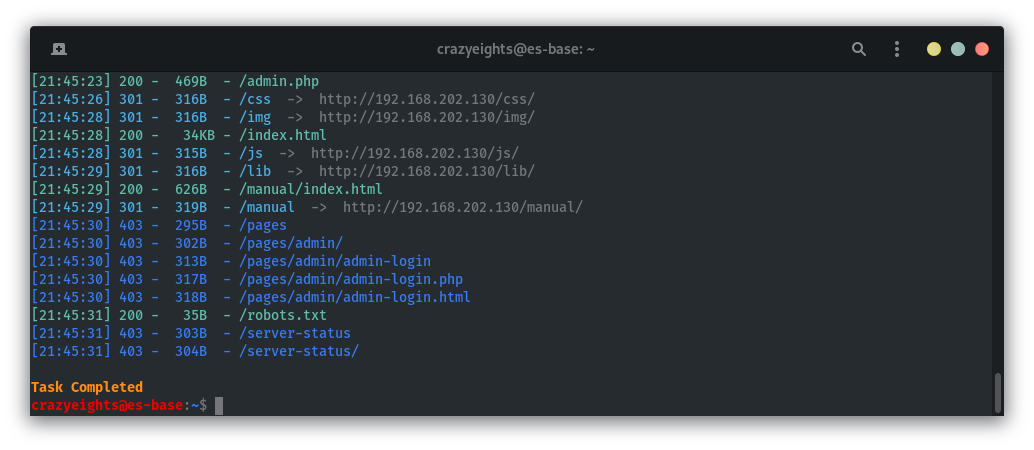 crazyeights@es-base: ~
[21:45:23] 200 -  469B  - /admin.php
[21:45:26] 301 -  316B  - /css  ->  http://192.168.202.130/css/
[21:45:28] 301 -  316B  - /img  ->  http://192.168.202.130/img/
[21:45:28] 200 -   34KB - /index.html
[21:45:28] 301 -  315B  - /js  ->  http://192.168.202.130/js/
[21:45:29] 301 -  316B  - /lib  ->  http://192.168.202.130/lib/
[21:45:29] 200 -  626B  - /manual/index.html
[21:45:29] 301 -  319B  - /manual  ->  http://192.168.202.130/manual/
[21:45:30] 403 -  295B  - /pages
[21:45:30] 403 -  302B  - /pages/admin/
[21:45:30] 403 -  313B  - /pages/admin/admin-login
[21:45:30] 403 -  317B  - /pages/admin/admin-login.php
[21:45:30] 403 -  318B  - /pages/admin/admin-login.html
[21:45:31] 200 -   35B  - /robots.txt
[21:45:31] 403 -  303B  - /server-status
[21:45:31] 403 -  304B  - /server-status/
Task Completed
crazyeights@es-base:~$